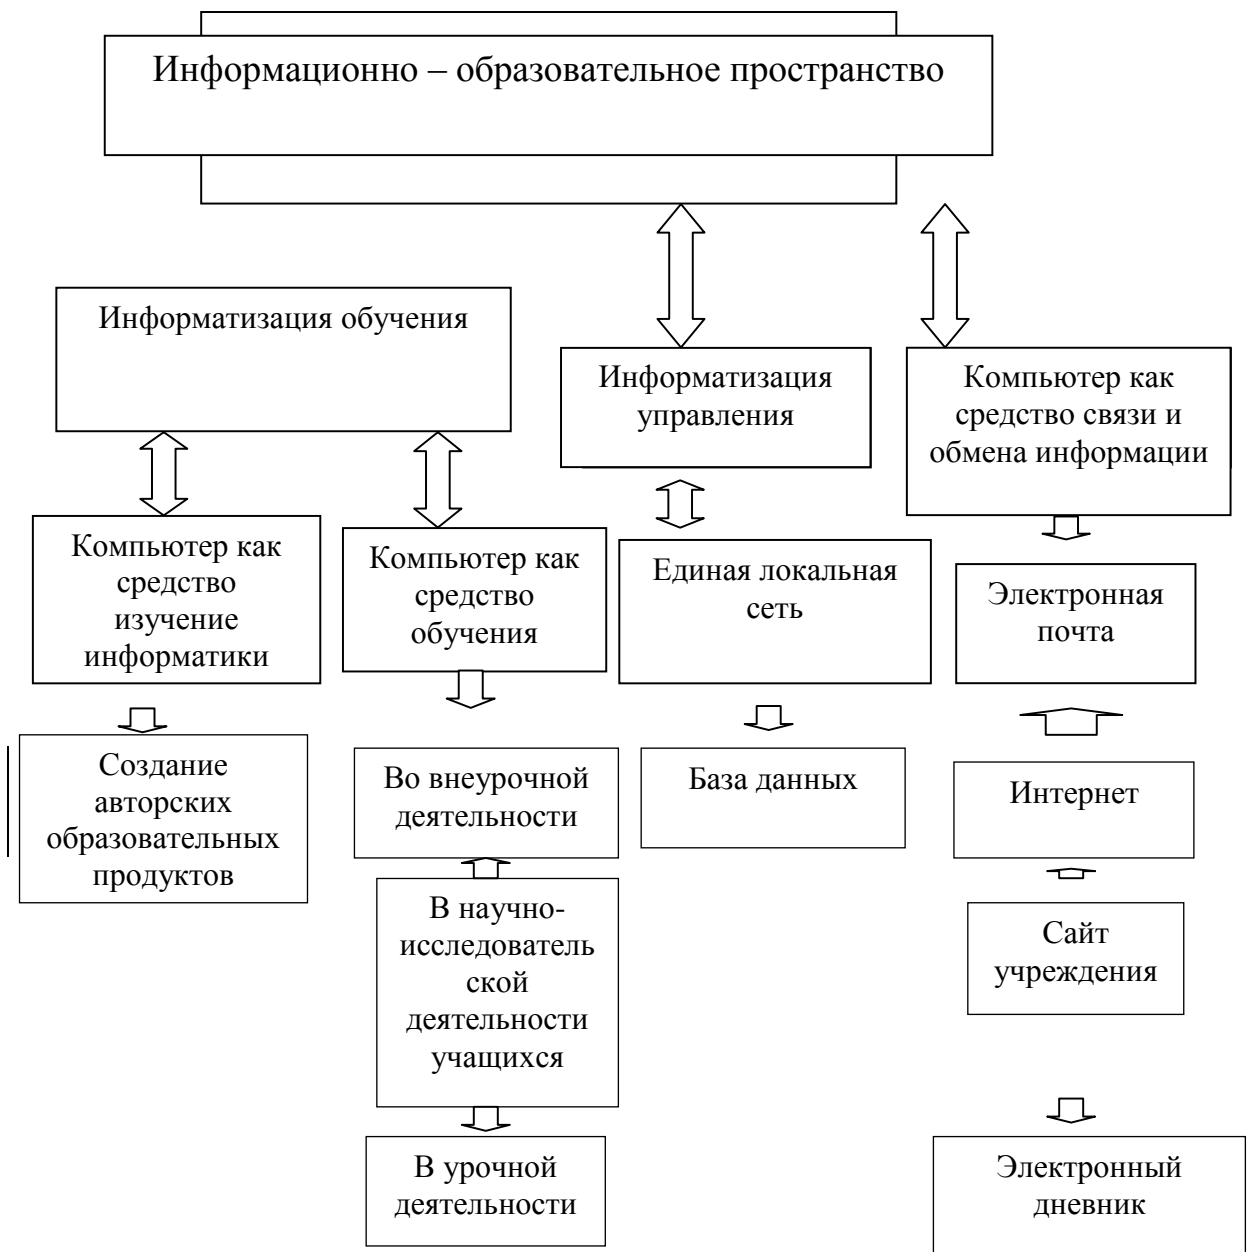 Информационно – образовательное пространство
Информатизация обучения
Информатизация
управления
Компьютер как
средство связи и
обмена информации
Компьютер как
средство
изучение
информатики
Компьютер как
средство
обучения
Единая локальная
сеть
Электронная
почта
Создание
авторских
образовательных
продуктов
Во внеурочной
деятельности
База данных
Интернет
В научно-
исследователь
ской
деятельности
учащихся
Сайт
учреждения
В урочной
деятельности
Электронный
дневник